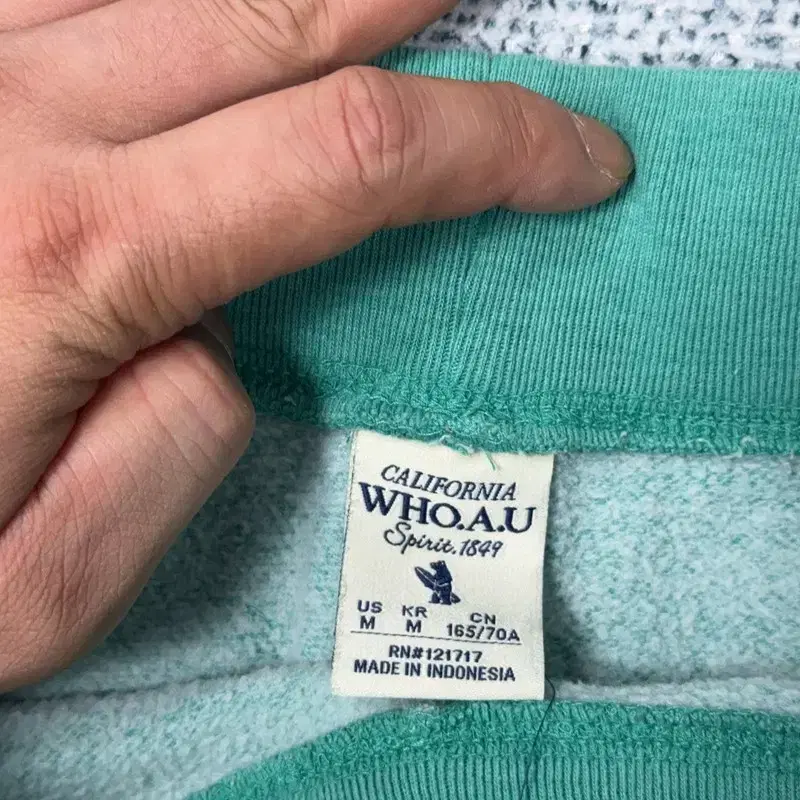 CALIFORNIA
WHO.A.U
Spirit.1849
US KR CN
M M 165/70A
RN#121717
MADE IN INDONESIA